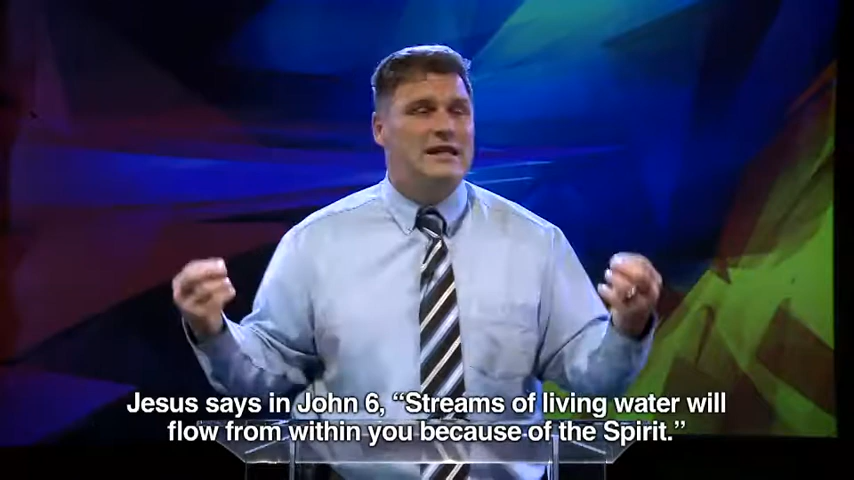 Jesus says in John 6, “Streams of living water will
flow from within you because of the Spirit.”